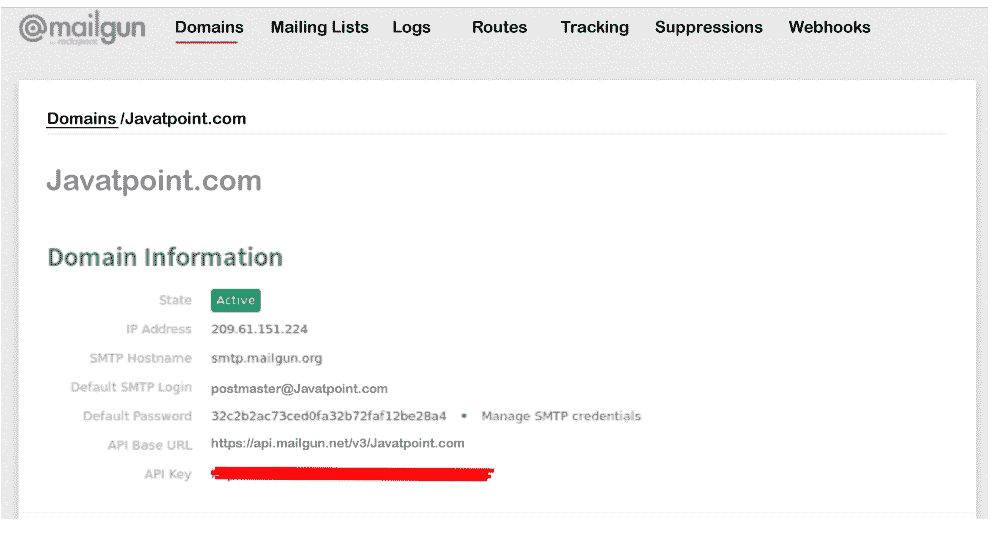 @mailgun Domains Mailing Lists Logs Routes Tracking Suppressions Webhooks
by rackspace
Domains /Javatpoint.com
Javatpoint.com
Domain Information
State Active
IP Address 209.61.151.224
SMTP Hostname smtp.mailgun.org
Default SMTP Login postmaster@Javatpoint.com
Default Password 32c2b2ac73ced0fa32b72faf12be28a4 • Manage SMTP credentials
API Base URL https://api.mailgun.net/v3/Javatpoint.com
API Key